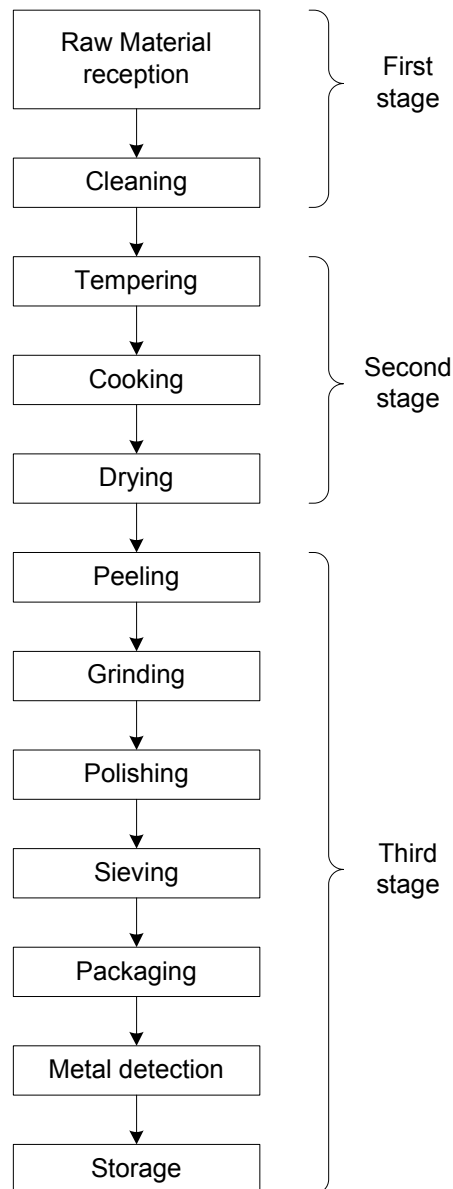 Raw Material
reception
First
stage
Cleaning
Tempering
Cooking
Second
stage
Drying
Peeling
Grinding
Polishing
Sieving
Third
stage
Packaging
Metal detection
Storage